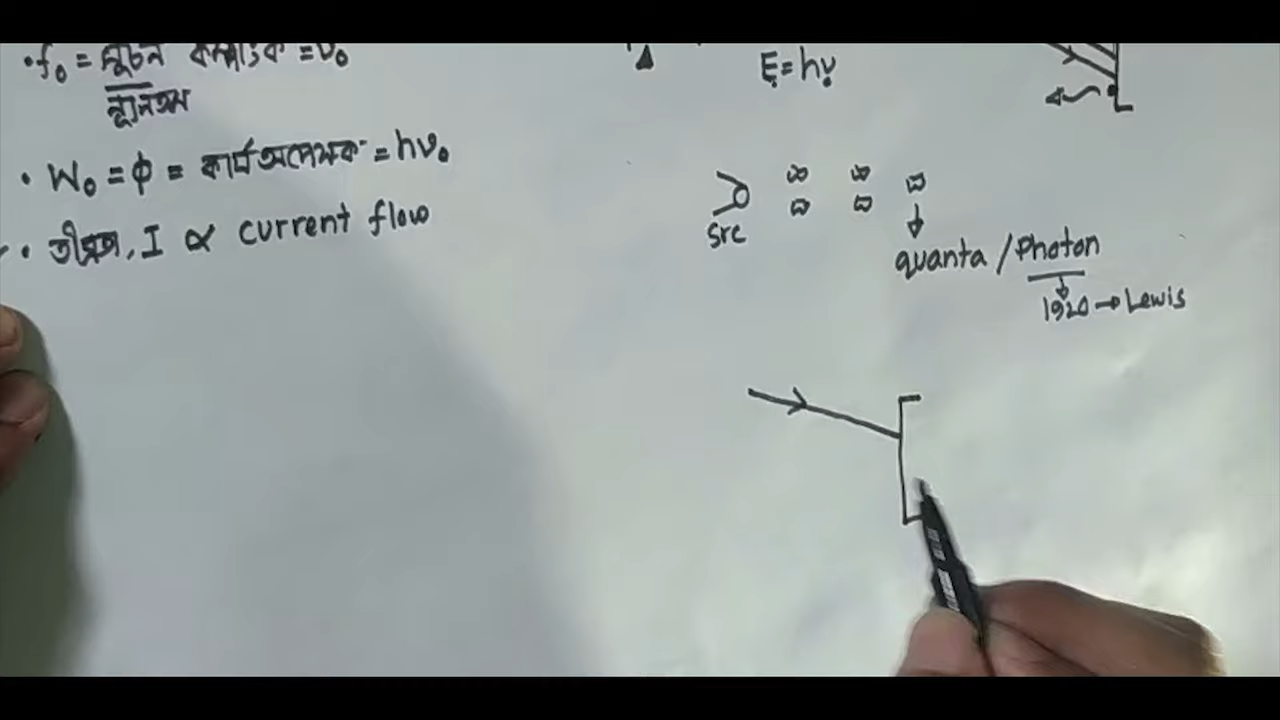 • f₀ = সূচন কম্পাংক = ν₀
ন্যূনতম
• W₀ = ϕ = কার্যঅপেক্ষক = hν₀
• তীব্রতা, I ∝ current flow
E = hν
src
quanta / Photon
1920 → Lewis